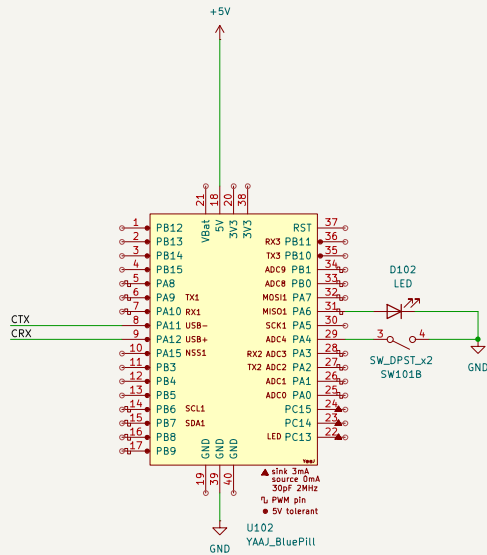 +5V
21 18 20 38
VBat 5V 3V3 3V3
1 PB12 RST 37
2 PB13 RX3 PB11 36
3 PB14 TX3 PB10 35
4 PB15 ADC9 PB1 34
5 PA8 ADC8 PB0 33
6 PA9 TX1 MOSI1 PA7 32
7 PA10 RX1 MISO1 PA6 31
CTX 8 PA11 USB- SCK1 PA5 30
CRX 9 PA12 USB+ ADC4 PA4 29
10 PA15 NSS1 RX2 ADC3 PA3 28
11 PB3 TX2 ADC2 PA2 27
12 PB4 ADC1 PA1 26
13 PB5 ADC0 PA0 25
14 PB6 SCL1 PC15 24
15 PB7 SDA1 PC14 23
16 PB8 LED PC13 22
17 PB9
GND GND GND
19 39 40
YaaJ
sink 3mA
source 0mA
30pF 2MHz
PWM pin
5V tolerant
U102
YAAJ_BluePill
GND
D102
LED
3 4
SW_DPST_x2
SW101B
GND